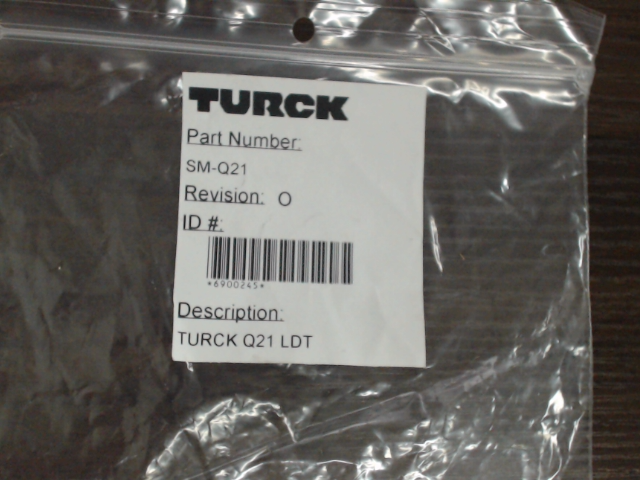 TURCK
Part Number:
SM-Q21
Revision: O
ID #:
*6900245*
Description:
TURCK Q21 LDT